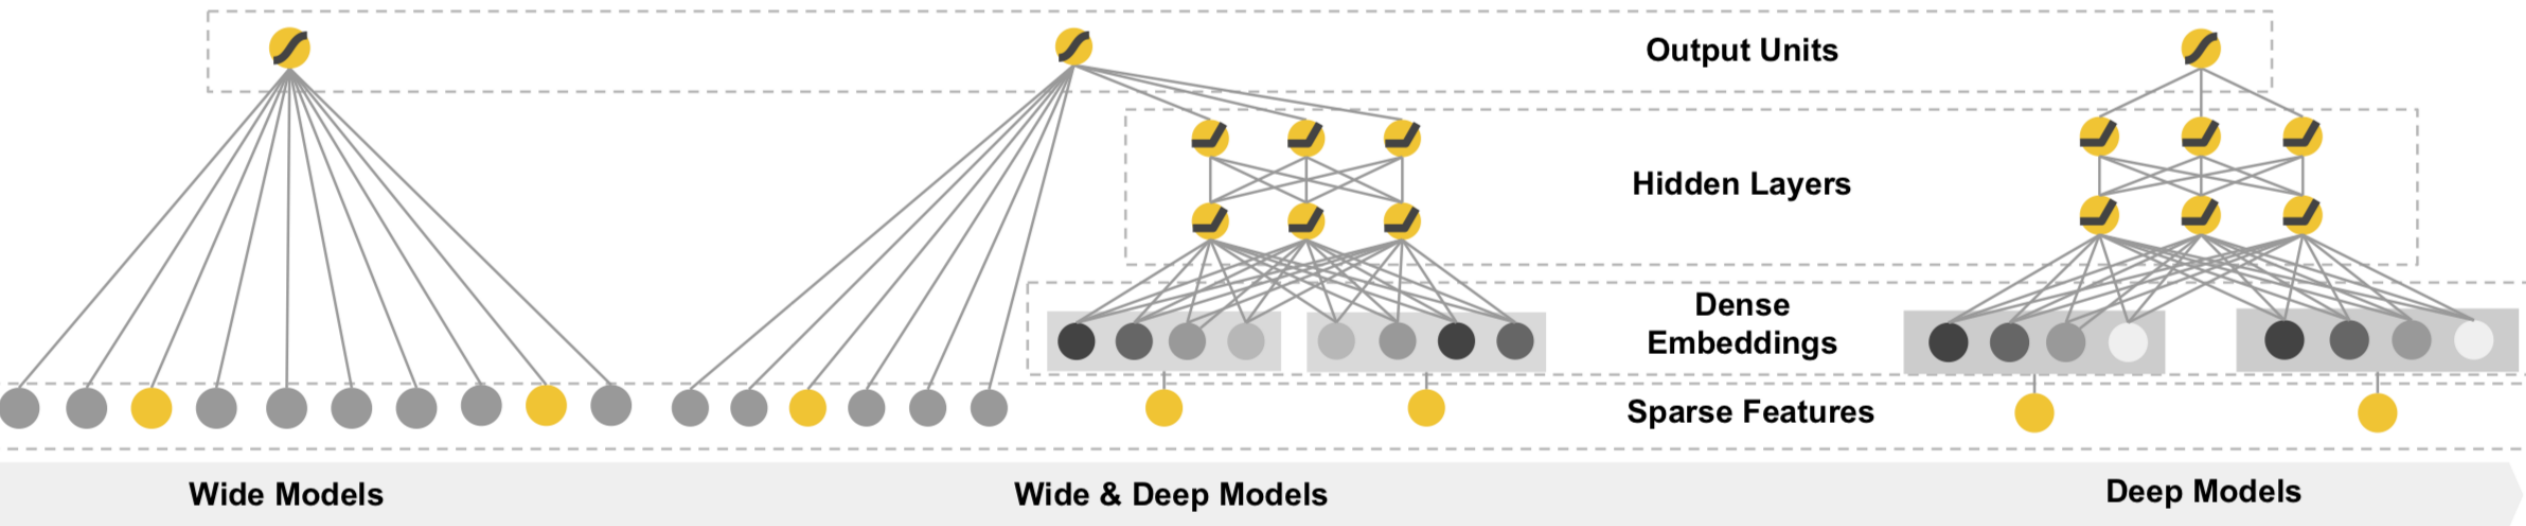 Output Units
Hidden Layers
Dense
Embeddings
Sparse Features
Wide Models
Wide & Deep Models
Deep Models